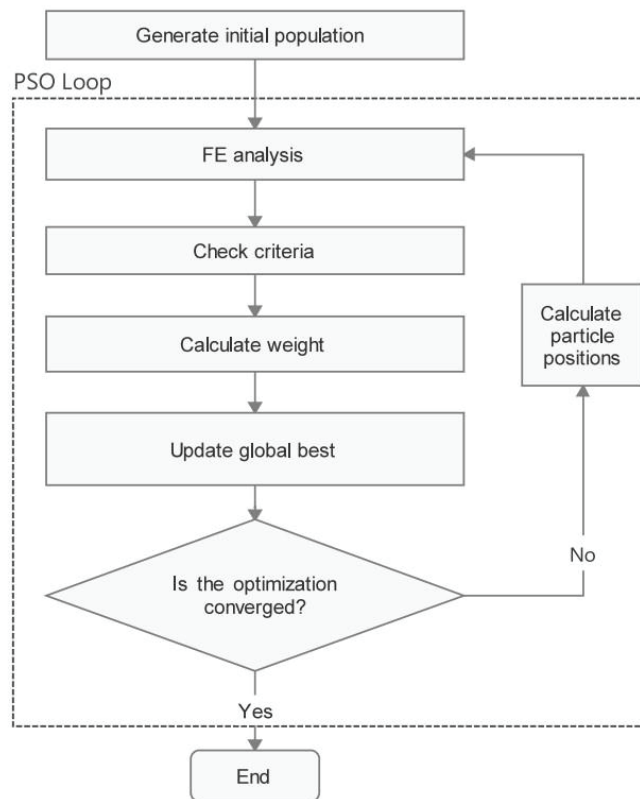 Generate initial population
PSO Loop
FE analysis
Check criteria
Calculate weight
Calculate
particle
positions
Update global best
Is the optimization
converged?
No
Yes
End